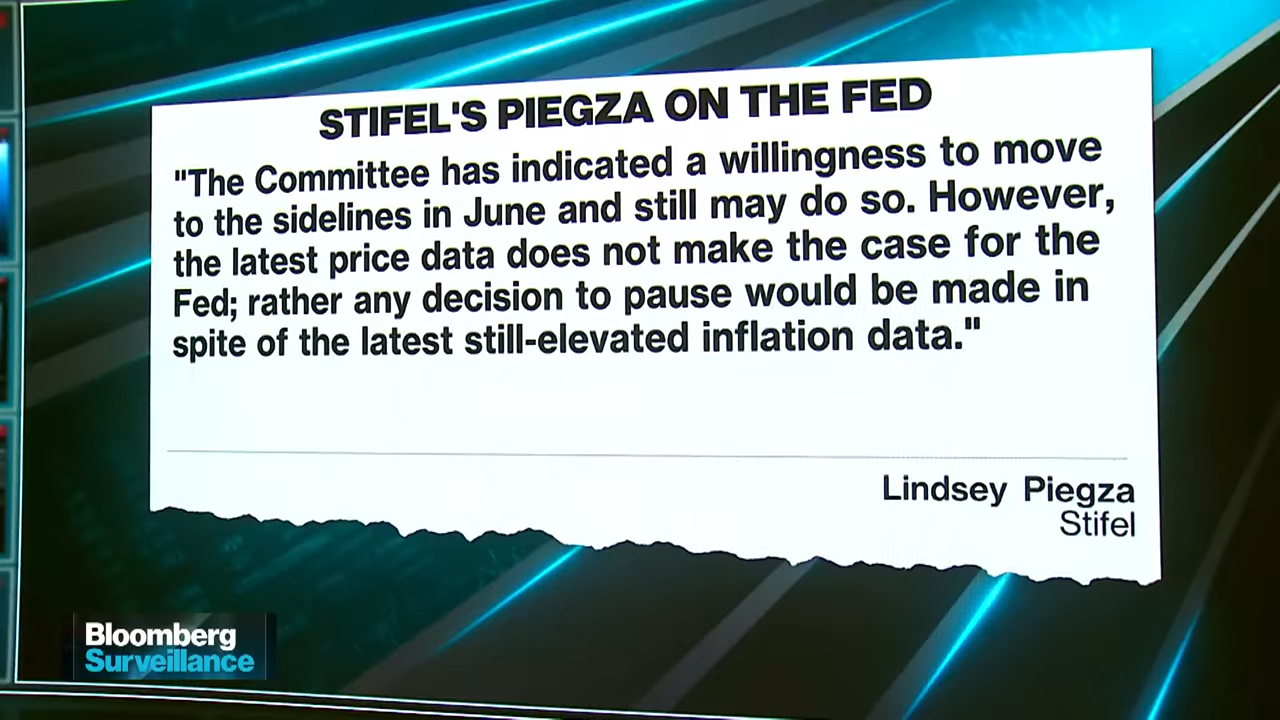 STIFEL'S PIEGZA ON THE FED
"The Committee has indicated a willingness to move
to the sidelines in June and still may do so. However,
the latest price data does not make the case for the
Fed; rather any decision to pause would be made in
spite of the latest still-elevated inflation data."
Lindsey Piegza
Stifel
Bloomberg
Surveillance